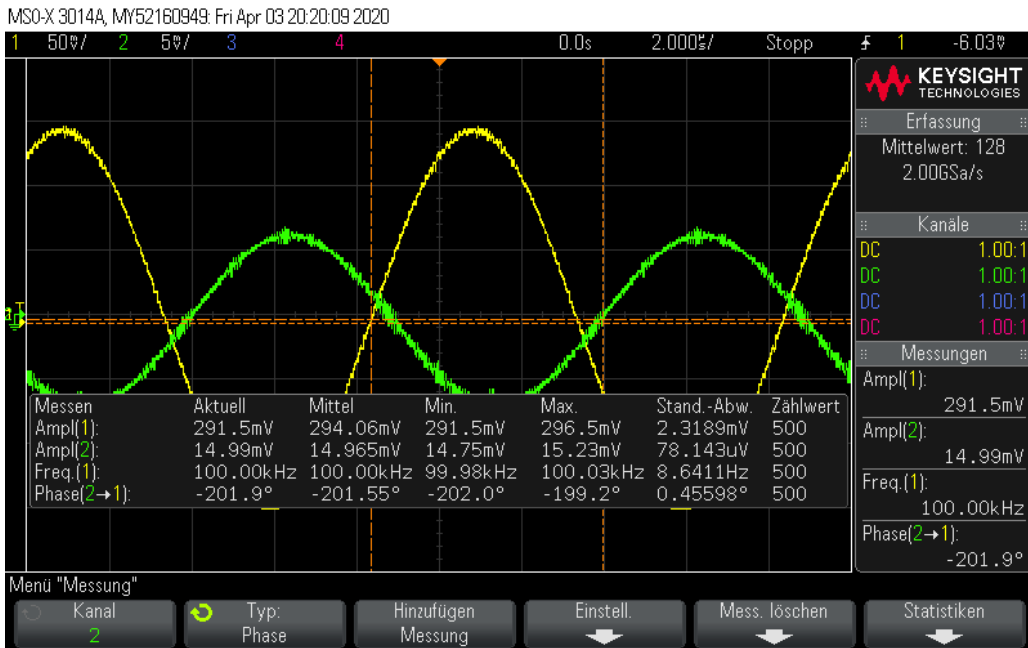 MSO-X 3014A, MY52160949: Fri Apr 03 20:20:09 2020
1 50⩒/ 2 5⩒/ 3 4 0.0s 2.000⩒/ Stopp 1 -6.03⩒
KEYSIGHT
TECHNOLOGIES
Erfassung
Mittelwert: 128
2.00GSa/s
Kanäle
DC 1.00:1
DC 1.00:1
DC 1.00:1
DC 1.00:1
Messungen
Ampl(1):
291.5mV
Ampl(2):
14.99mV
Freq.(1):
100.00kHz
Phase(2→1):
-201.9°
Messen Aktuell Mittel Min. Max. Stand.-Abw. Zählwert
Ampl(1): 291.5mV 294.06mV 291.5mV 296.5mV 2.3189mV 500
Ampl(2): 14.99mV 14.965mV 14.75mV 15.23mV 78.143uV 500
Freq.(1): 100.00kHz 100.00kHz 99.98kHz 100.03kHz 8.6411Hz 500
Phase(2→1): -201.9° -201.55° -202.0° -199.2° 0.45598° 500
Menü "Messung"
Kanal
2
Typ:
Phase
Hinzufügen
Messung
Einstell.
Mess. löschen
Statistiken